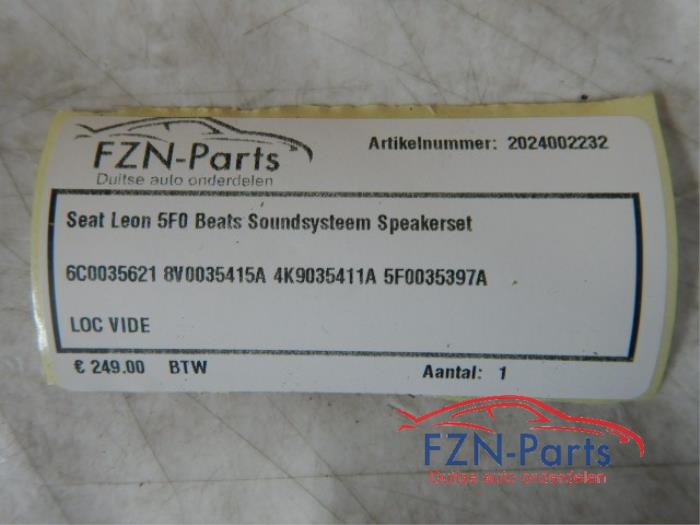 FZN-Parts
Duitse auto onderdelen
Artikelnummer: 2024002232
Seat Leon 5F0 Beats Soundsysteem Speakerset
6C0035621 8V0035415A 4K9035411A 5F0035397A
LOC VIDE
€ 249.00 BTW
Aantal: 1
FZN-Parts
Duitse auto onderdelen